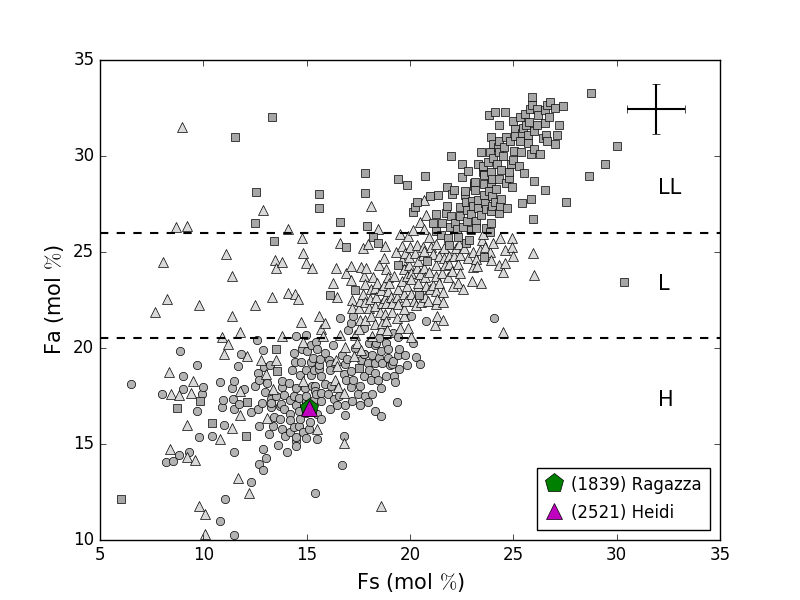 35
30
25
20
15
10
Fa (mol %)
LL
L
H
(1839) Ragazza
(2521) Heidi
5 10 15 20 25 30 35
Fs (mol %)